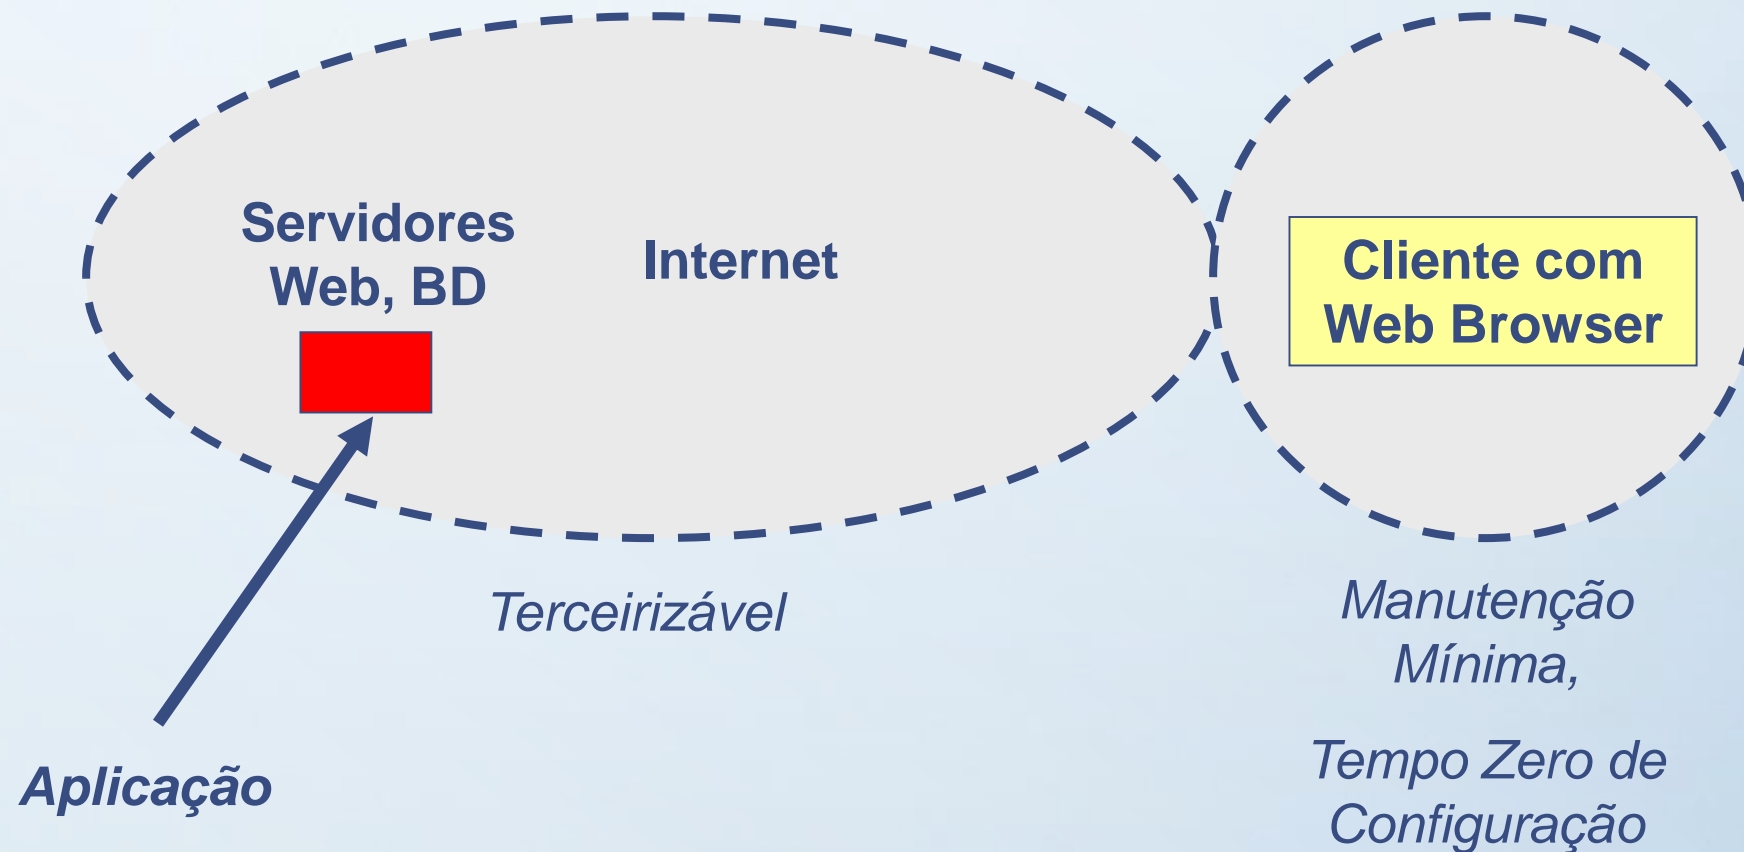 Servidores
Web, BD
Internet
Cliente com
Web Browser
Terceirizável
Manutenção
Mínima,
Tempo Zero de
Configuração
Aplicação